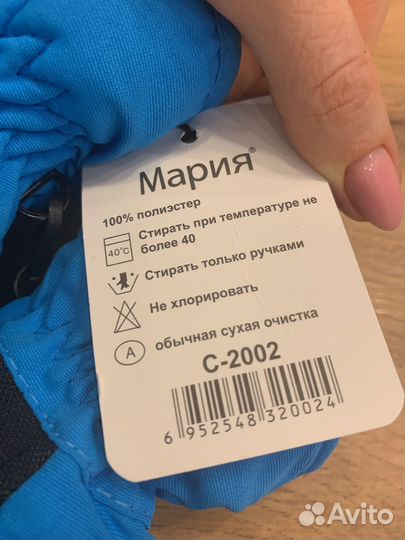 Мария®
100% полиэстер
Стирать при температуре не
более 40
40°C
Стирать только ручками
Не хлорировать
A
обычная сухая очистка
C-2002
6 952548 320024
Avito